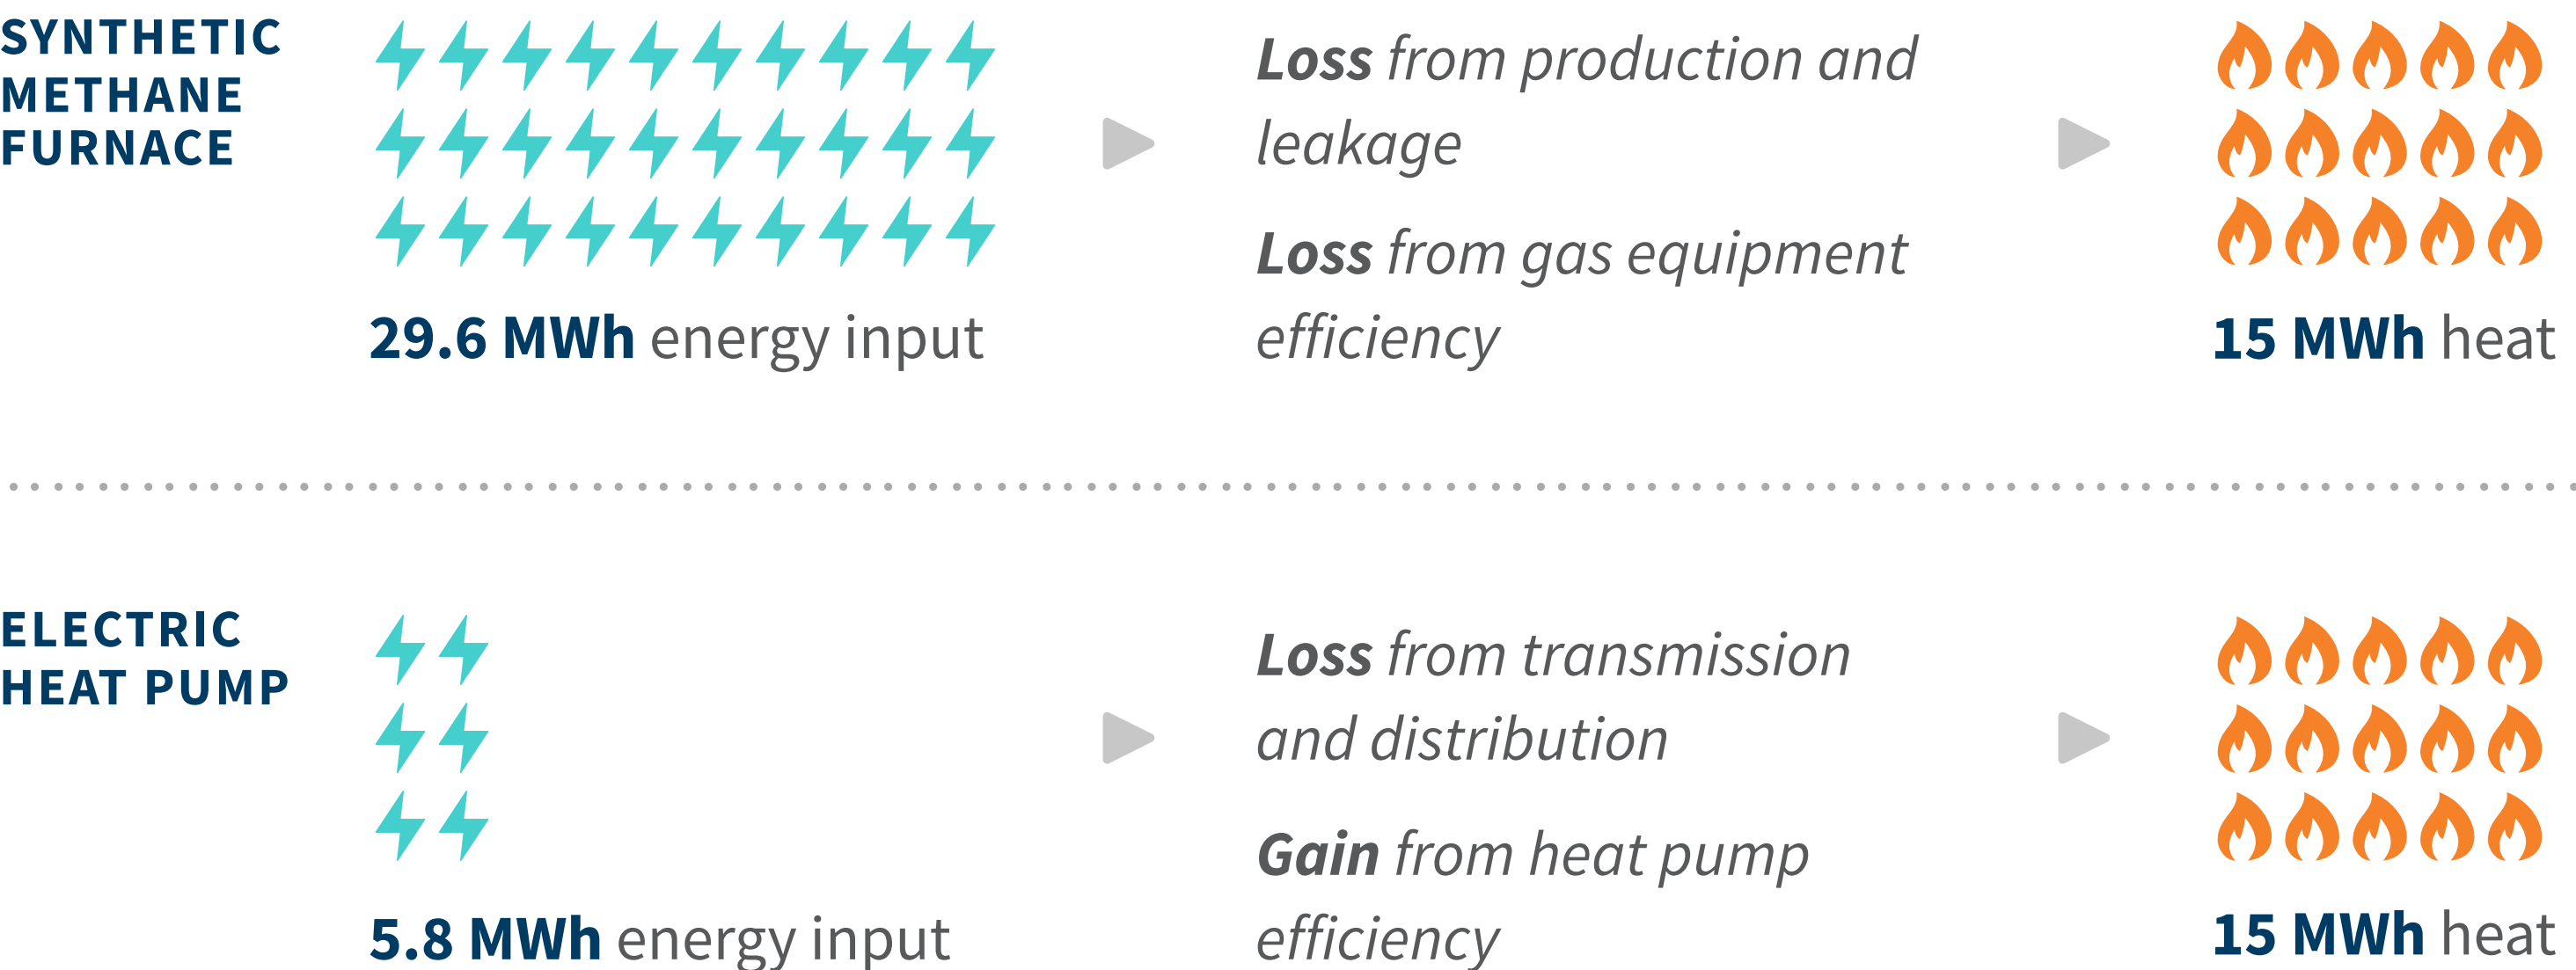 SYNTHETIC
METHANE
FURNACE
29.6 MWh energy input
Loss from production and
leakage
Loss from gas equipment
efficiency
15 MWh heat
ELECTRIC
HEAT PUMP
5.8 MWh energy input
Loss from transmission
and distribution
Gain from heat pump
efficiency
15 MWh heat